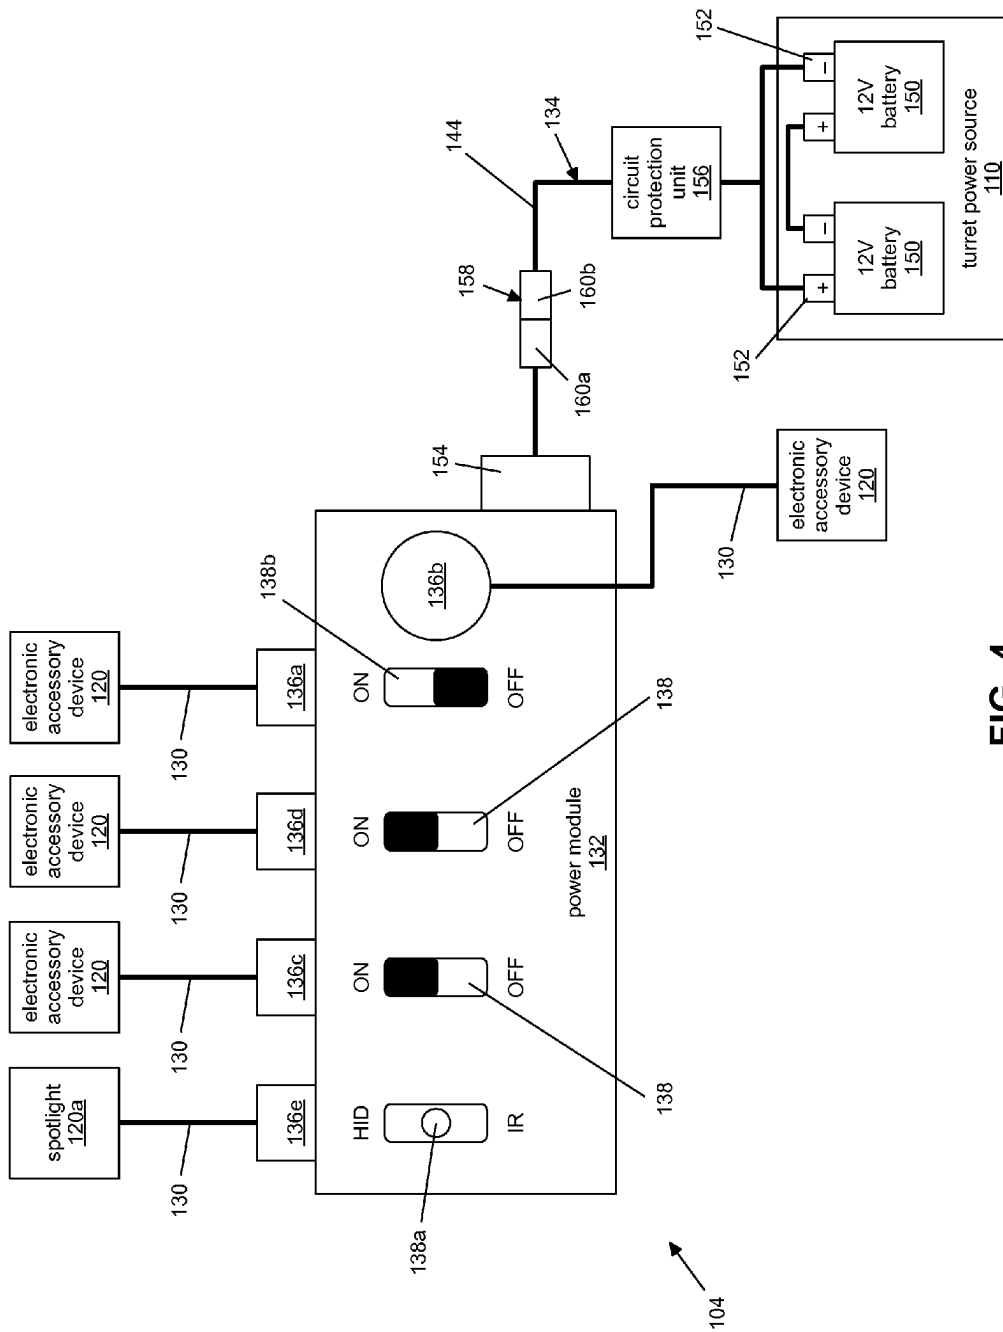 spotlight
120a
electronic
accessory
device
120
electronic
accessory
device
120
electronic
accessory
device
120
130
130
130
130
136e
136c
136d
136a
HID
ON
ON
ON
138b
136b
IR
OFF
OFF
OFF
138a
138
138
power module
132
154
160a
160b
158
144
134
circuit
protection
unit
156
152
152
+
−
+
−
12V
battery
150
12V
battery
150
turret power source
110
130
electronic
accessory
device
120
104
FIG. 4